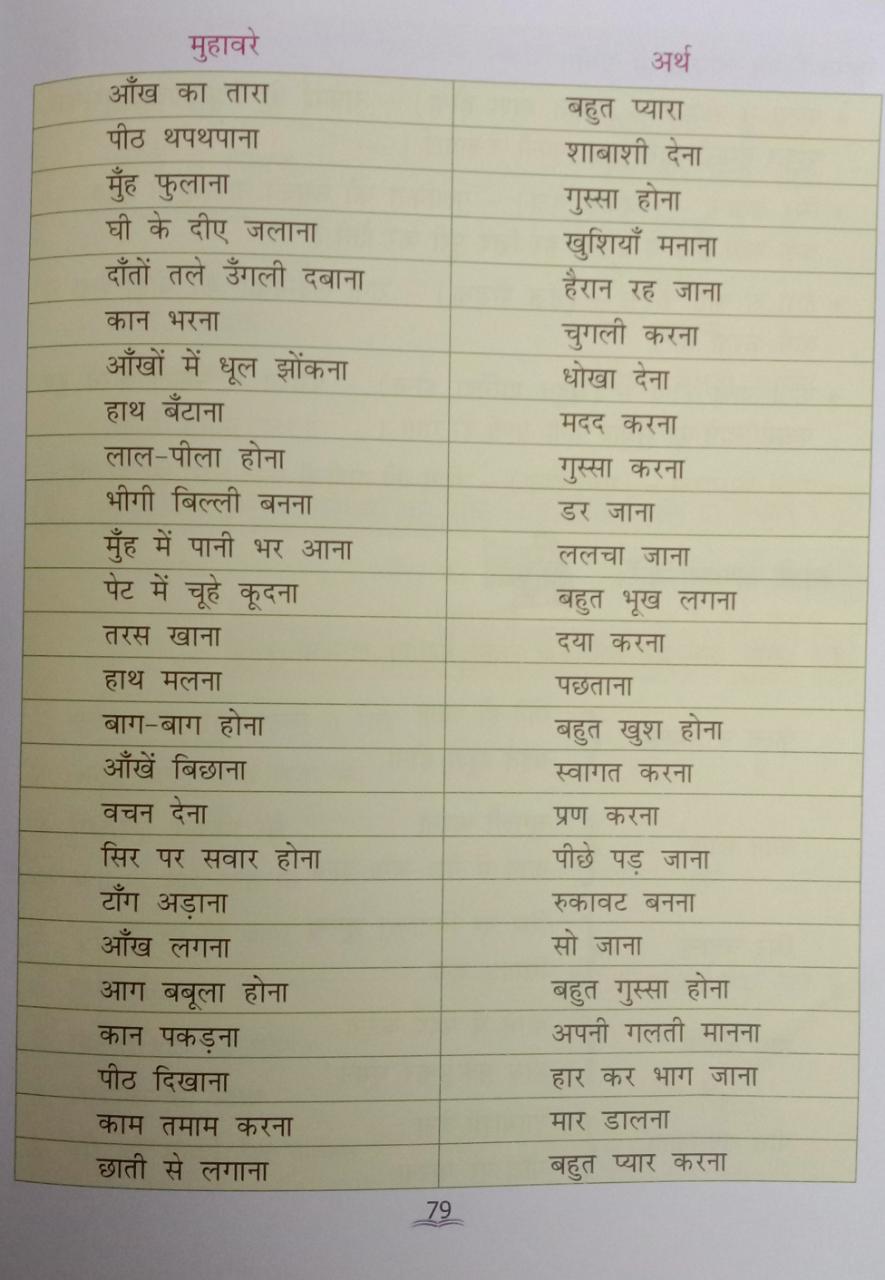 मुहावरे अर्थ
आँख का तारा बहुत प्यारा
पीठ थपथपाना शाबाशी देना
मुँह फुलाना गुस्सा होना
घी के दीए जलाना खुशियाँ मनाना
दाँतों तले उँगली दबाना हैरान रह जाना
कान भरना चुगली करना
आँखों में धूल झोंकना धोखा देना
हाथ बँटाना मदद करना
लाल-पीला होना गुस्सा करना
भीगी बिल्ली बनना डर जाना
मुँह में पानी भर आना ललचा जाना
पेट में चूहे कूदना बहुत भूख लगना
तरस खाना दया करना
हाथ मलना पछताना
बाग-बाग होना बहुत खुश होना
आँखें बिछाना स्वागत करना
वचन देना प्रण करना
सिर पर सवार होना पीछे पड़ जाना
टाँग अड़ाना रुकावट बनना
आँख लगना सो जाना
आग बबूला होना बहुत गुस्सा होना
कान पकड़ना अपनी गलती मानना
पीठ दिखाना हार कर भाग जाना
काम तमाम करना मार डालना
छाती से लगाना बहुत प्यार करना
79